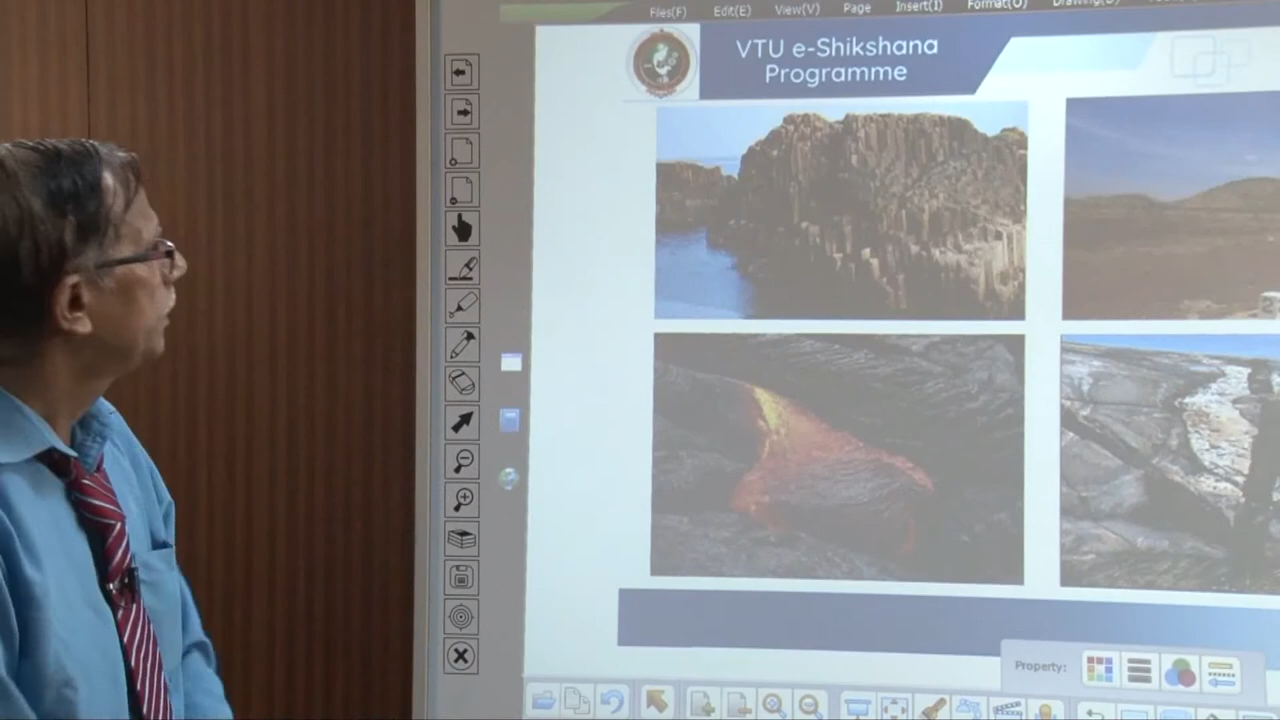 Files(F) Edit(E) View(V) Page Insert(I) Format(O)
VTU e-Shikshana
Programme
Property: